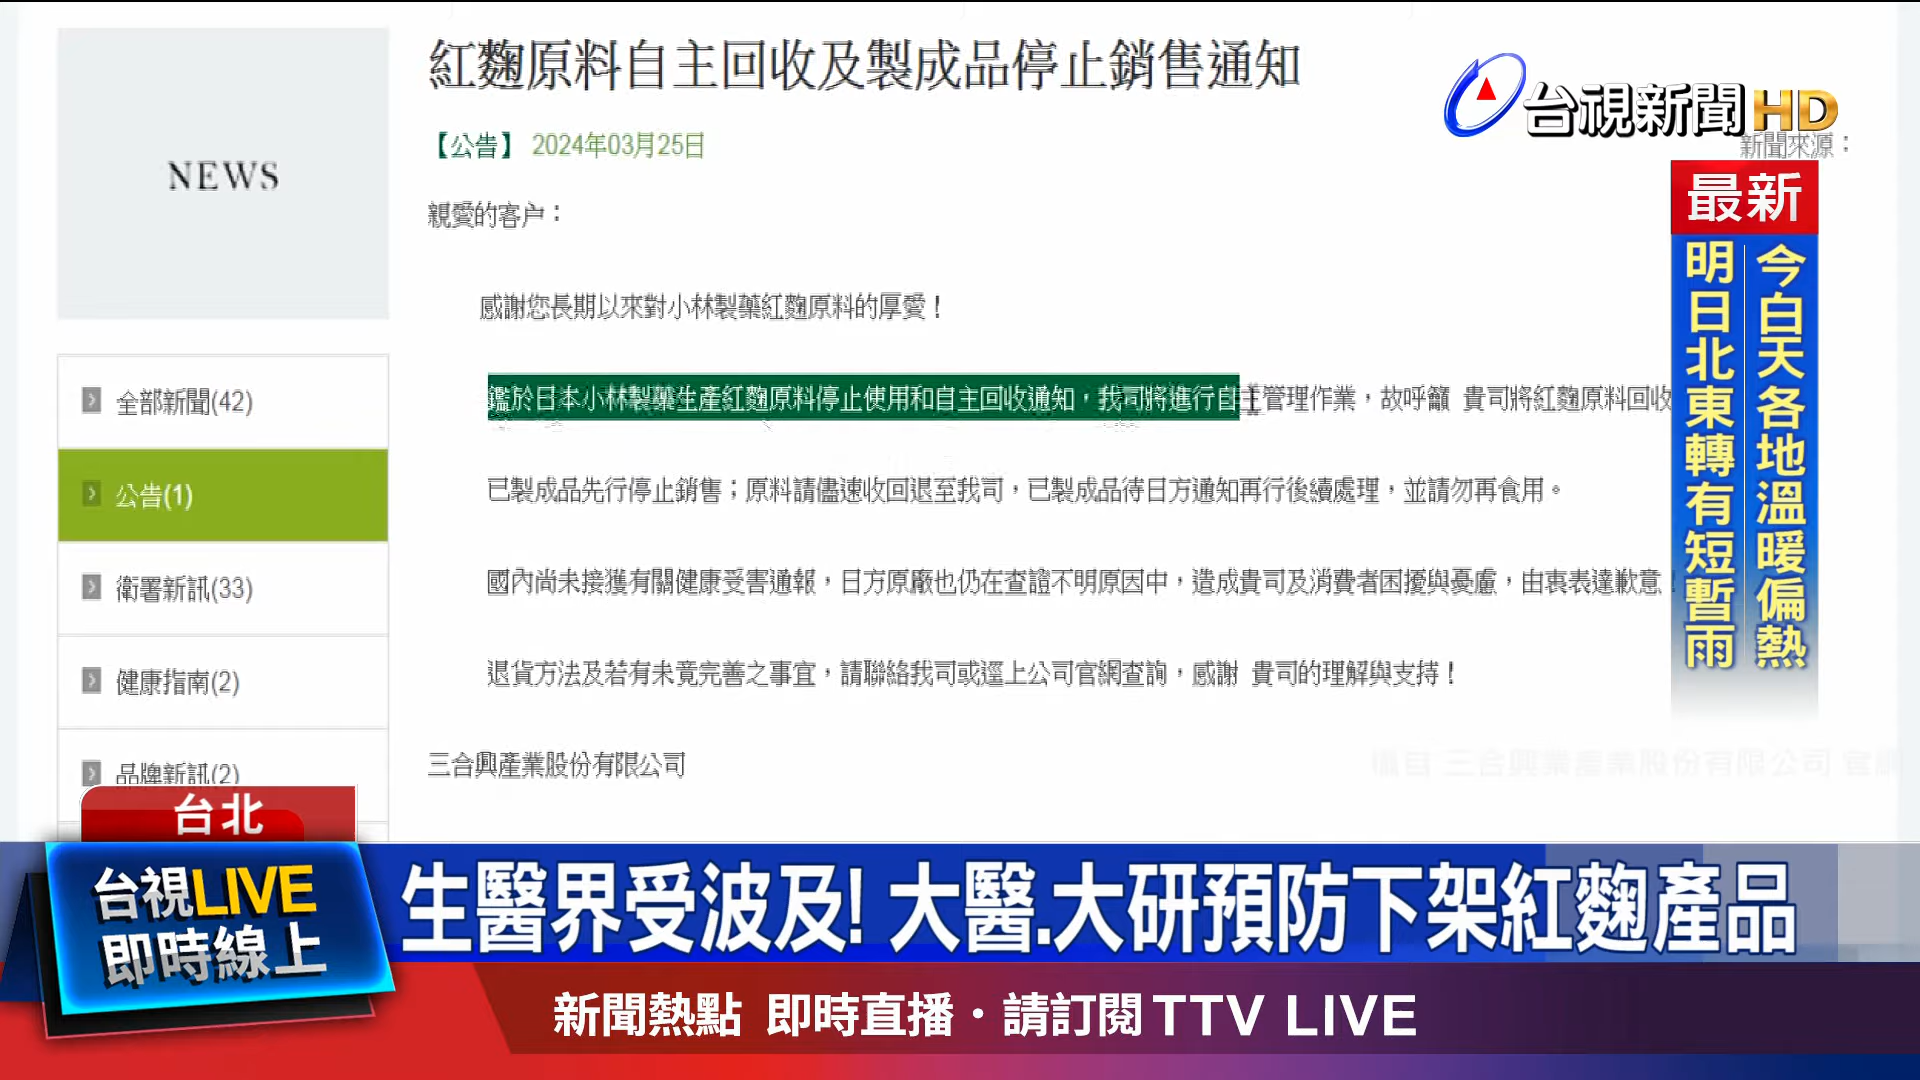 紅麴原料自主回收及製成品停止銷售通知
台視新聞HD
新聞來源：
【公告】 2024年03月25日
NEWS
親愛的客户：
感謝您長期以來對小林製藥紅麴原料的厚愛！
鑑於日本小林製藥生產紅麴原料停止使用和自主回收通知，我司將進行自主管理作業，故呼籲 貴司將紅麴原料回收
已製成品先行停止銷售；原料請儘速收回退至我司，已製成品待日方通知再行後續處理，並請勿再食用。
國內尚未接獲有關健康受害通報，日方原廠也仍在查證不明原因中，造成貴司及消費者困擾與憂慮，由衷表達歉意！
退貨方法及若有未竟完善之事宜，請聯絡我司或逕上公司官網查詢，感謝 貴司的理解與支持！
三合興產業股份有限公司
全部新聞(42)
公告(1)
衛署新訊(33)
健康指南(2)
品牌新訊(2)
最新
今白天各地溫暖偏熱
明日北東轉有短暫雨
台北
台視LIVE
即時線上
生醫界受波及! 大醫.大研預防下架紅麴產品
新聞熱點 即時直播·請訂閱TTV LIVE